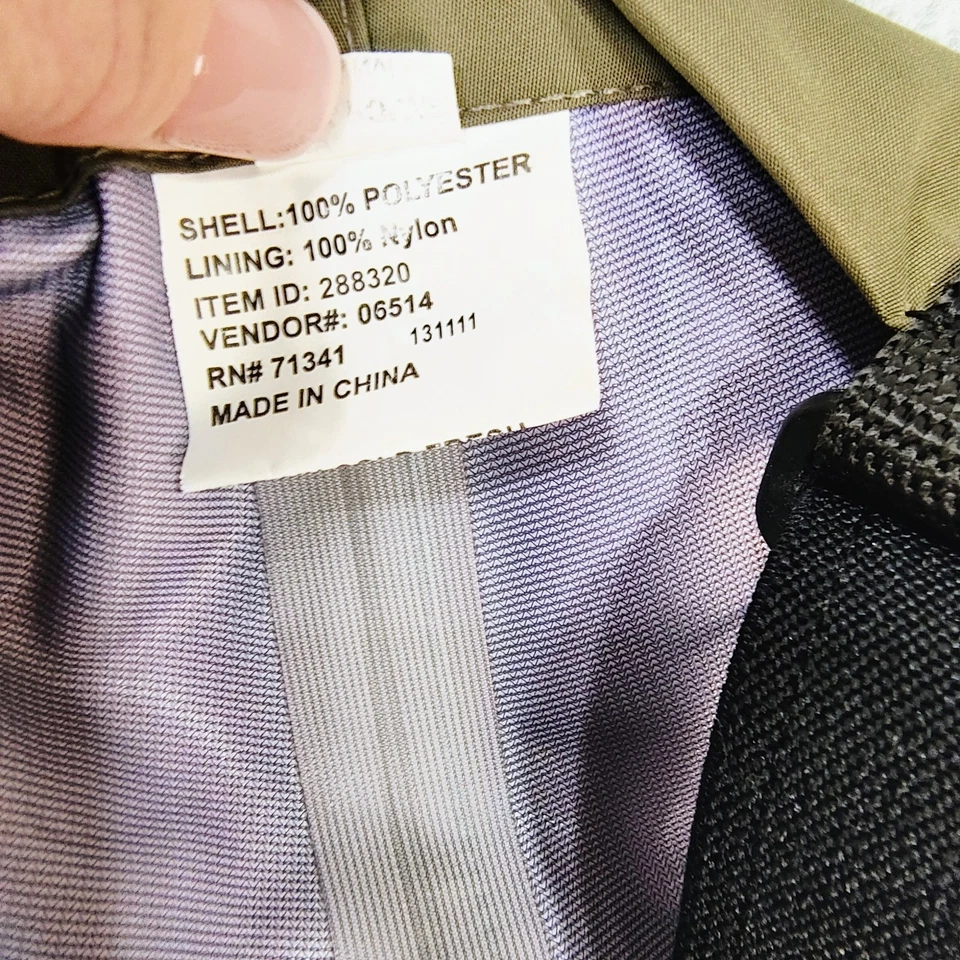 SHELL:100% POLYESTER
LINING: 100% Nylon
ITEM ID: 288320
VENDOR#: 06514
RN# 71341 131111
MADE IN CHINA